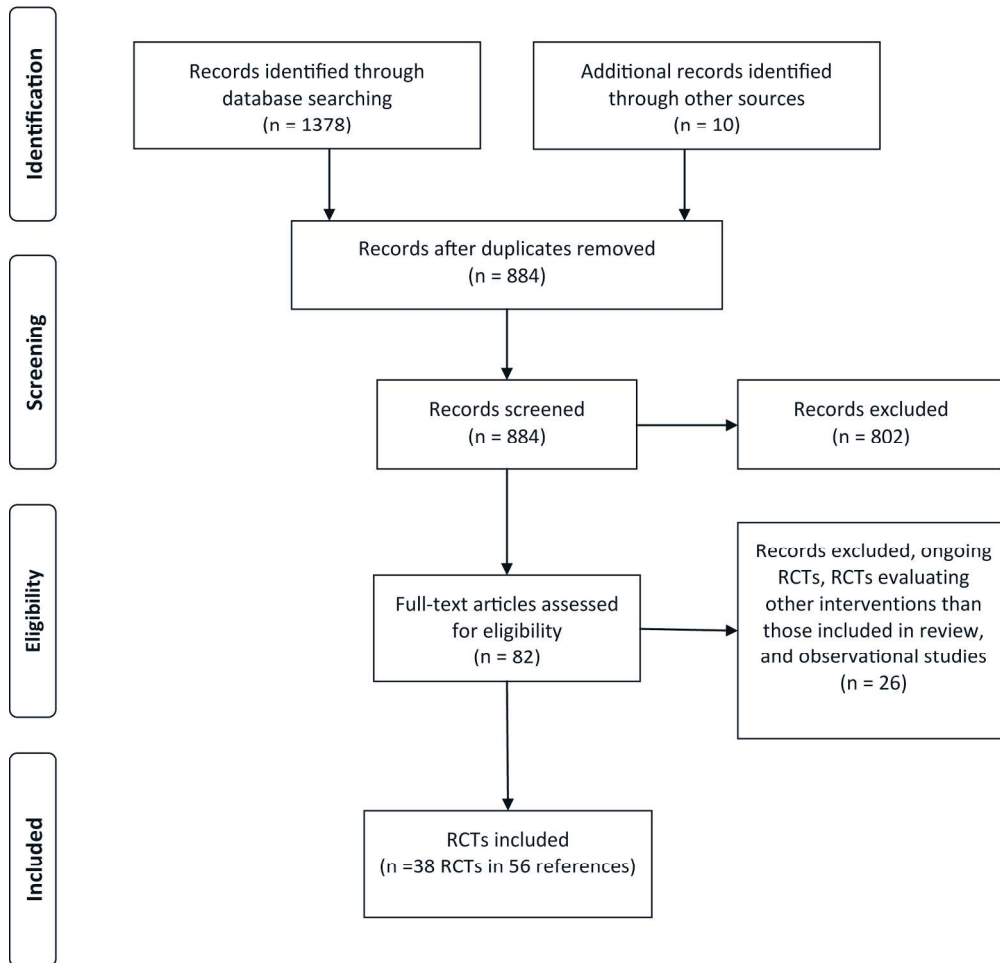 Identification
Records identified through
database searching
(n = 1378)
Additional records identified
through other sources
(n = 10)
Records after duplicates removed
(n = 884)
Screening
Records screened
(n = 884)
Records excluded
(n = 802)
Eligibility
Full-text articles assessed
for eligibility
(n = 82)
Records excluded, ongoing
RCTs, RCTs evaluating
other interventions than
those included in review,
and observational studies
(n = 26)
Included
RCTs included
(n =38 RCTs in 56 references)